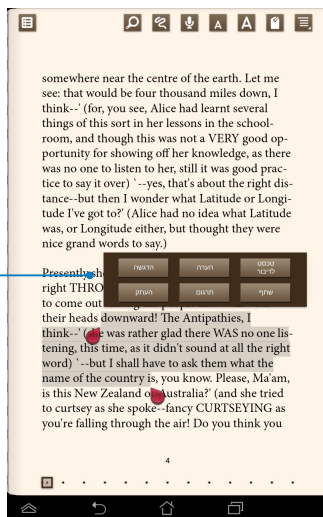 A A
somewhere near the centre of the earth. Let me
see: that would be four thousand miles down, I
think--' (for, you see, Alice had learnt several
things of this sort in her lessons in the school-
room, and though this was not a VERY good op-
portunity for showing off her knowledge, as there
was no one to listen to her, still it was good prac-
tice to say it over) `--yes, that's about the right dis-
tance--but then I wonder what Latitude or Longi-
tude I've got to?' (Alice had no idea what Latitude
was, or Longitude either, but thought they were
nice grand words to say.)
Presently sh
הדגשה הערה טכסט לדיבור
right THRO
העתק תרגום שתף
to come out
their heads downward! The Antipathies, I
think--' (she was rather glad there WAS no one lis-
tening, this time, as it didn't sound at all the right
word) `--but I shall have to ask them what the
name of the country is, you know. Please, Ma'am,
is this New Zealand or Australia?' (and she tried
to curtsey as she spoke--fancy CURTSEYING as
you're falling through the air! Do you think you
4